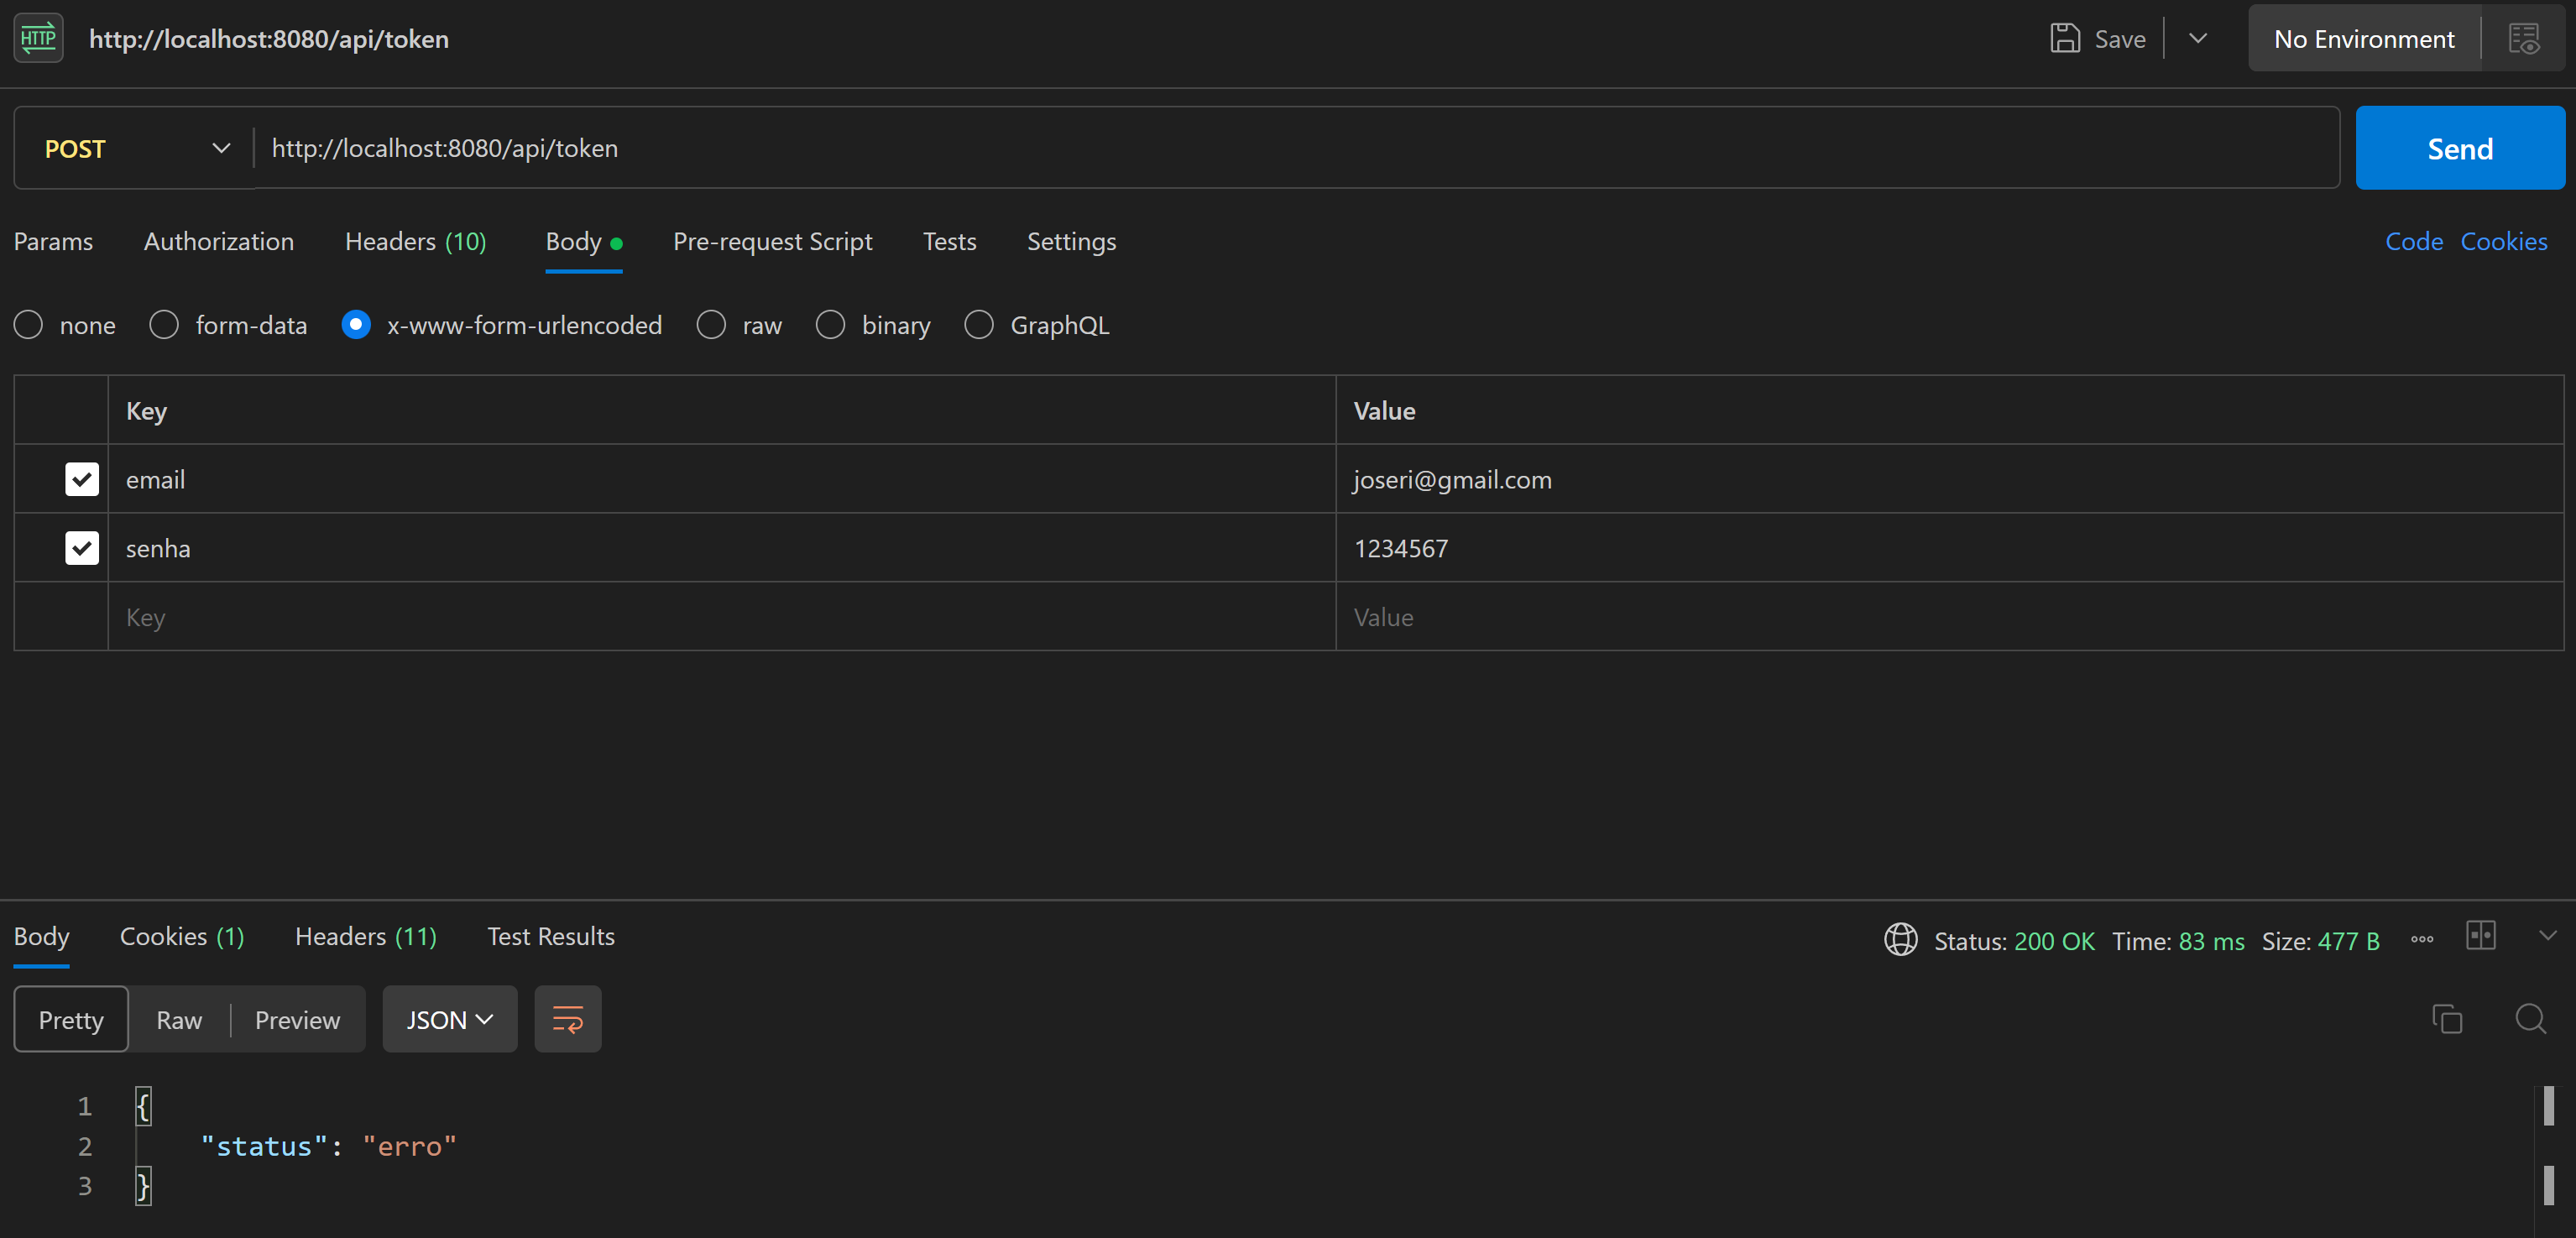 HTTP http://localhost:8080/api/token Save No Environment
POST http://localhost:8080/api/token Send
Params Authorization Headers (10) Body Pre-request Script Tests Settings Code Cookies
none form-data x-www-form-urlencoded raw binary GraphQL
Key Value
email joseri@gmail.com
senha 1234567
Key Value
Body Cookies (1) Headers (11) Test Results Status: 200 OK Time: 83 ms Size: 477 B
Pretty Raw Preview JSON
1 {
2 "status": "erro"
3 }